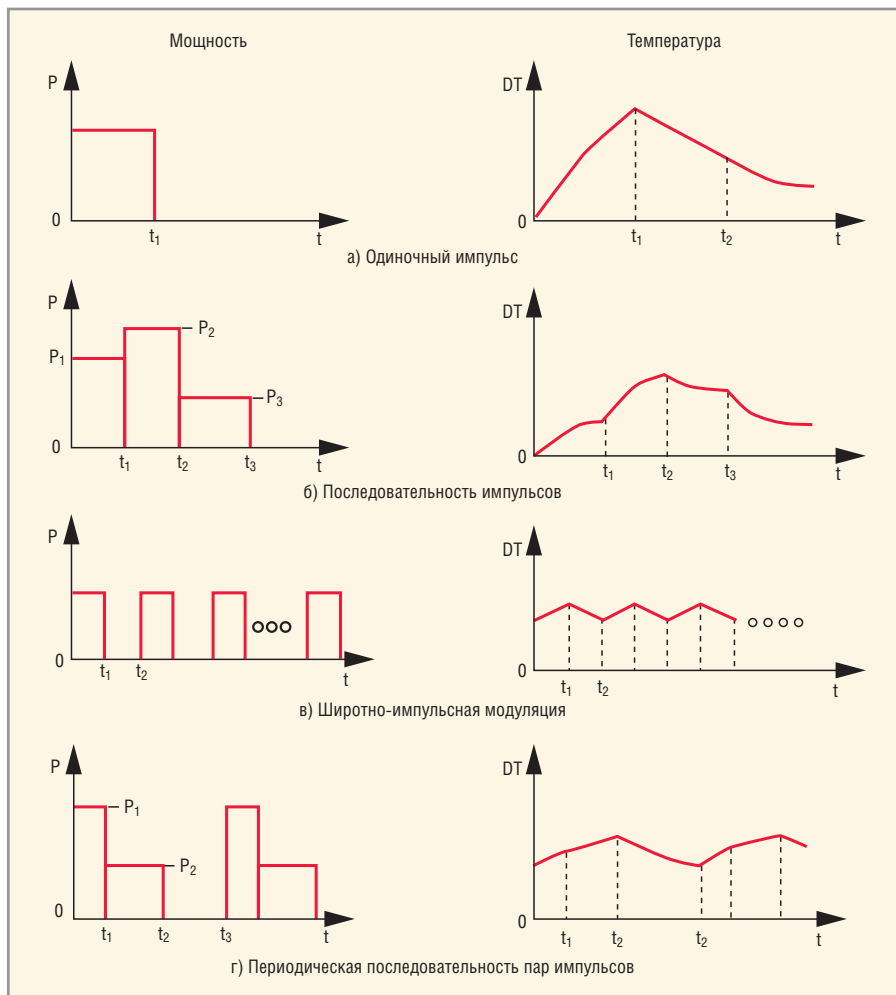 Мощность Температура
P DT
0 0
t1 t t1 t2 t
а) Одиночный импульс
P DT
P1 P2
P3
0 0
t1 t2 t3 t t1 t2 t3 t
б) Последовательность импульсов
P DT
0 0
t1 t2 t t1 t2 t
в) Широтно-импульсная модуляция
P DT
P1
P2
0 0
t1 t2 t3 t t1 t2 t2 t
г) Периодическая последовательность пар импульсов